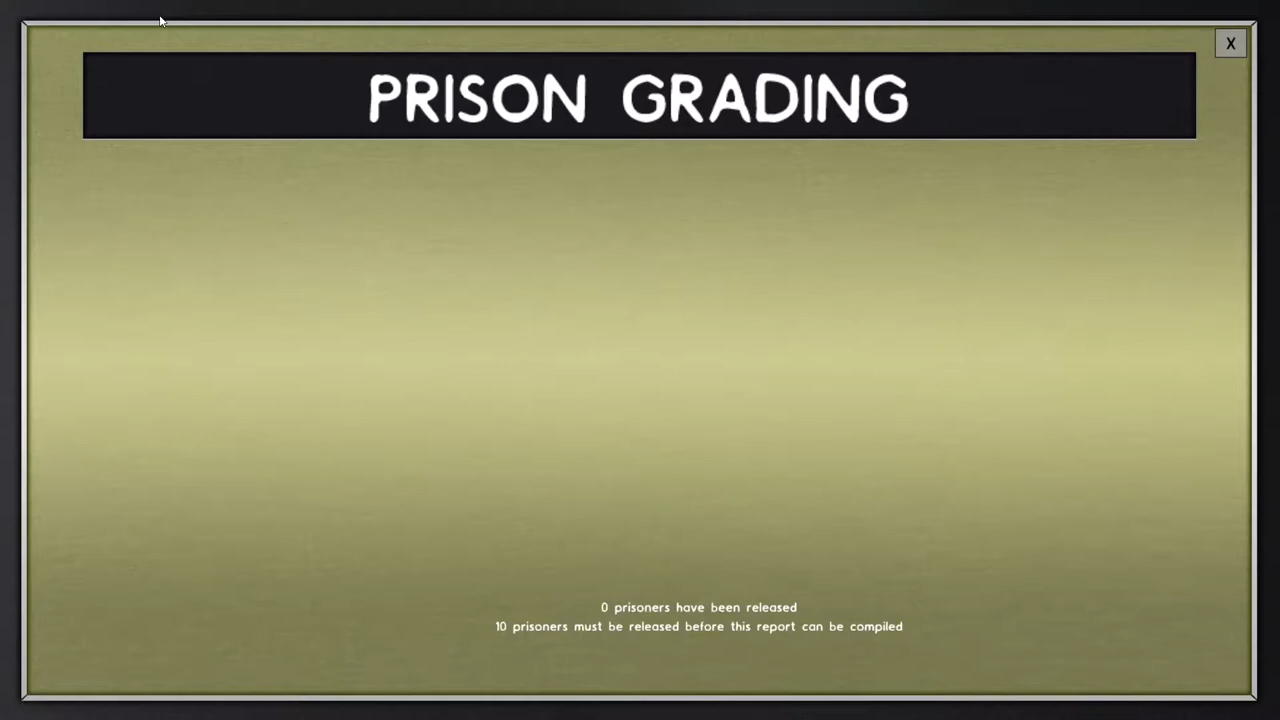 X
PRISON GRADING
0 prisoners have been released
10 prisoners must be released before this report can be compiled